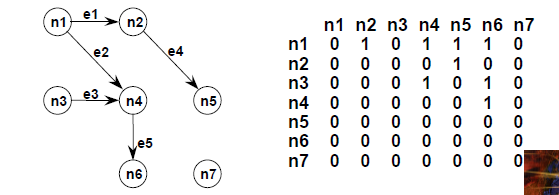 n1 e1 n2
e2 e4
n3 e3 n4 n5
e5
n6 n7
n1 n2 n3 n4 n5 n6 n7
n1 0 1 0 1 1 1 0
n2 0 0 0 0 1 0 0
n3 0 0 0 1 0 1 0
n4 0 0 0 0 0 1 0
n5 0 0 0 0 0 0 0
n6 0 0 0 0 0 0 0
n7 0 0 0 0 0 0 0